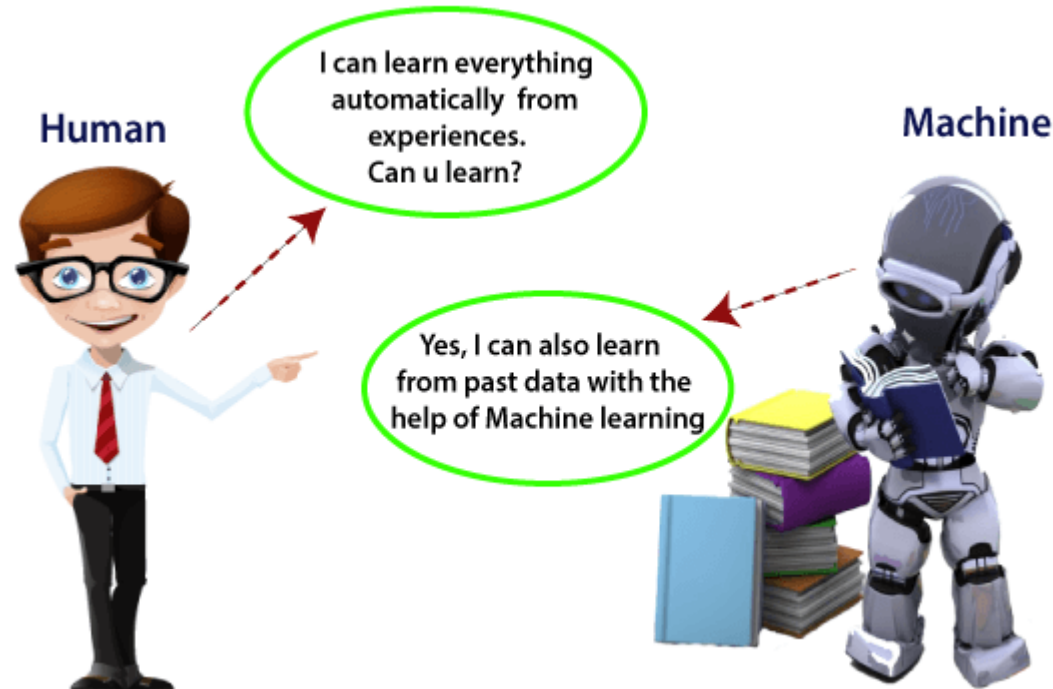 Human
I can learn everything
automatically from
experiences.
Can u learn?
Machine
Yes, I can also learn
from past data with the
help of Machine learning